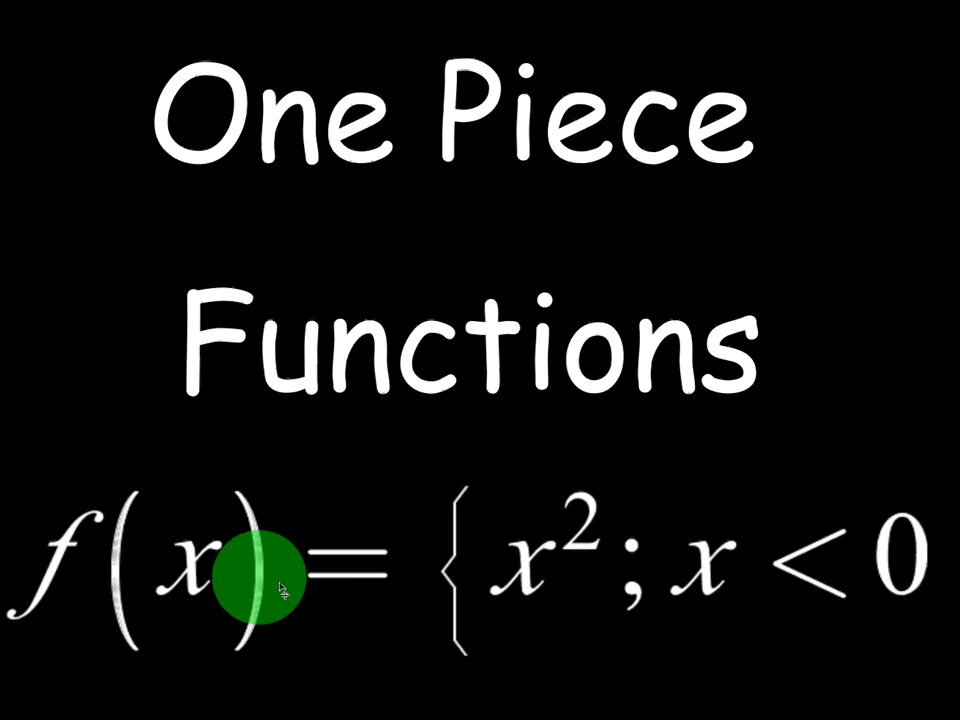 One Piece
Functions
f(x) = { x²; x < 0